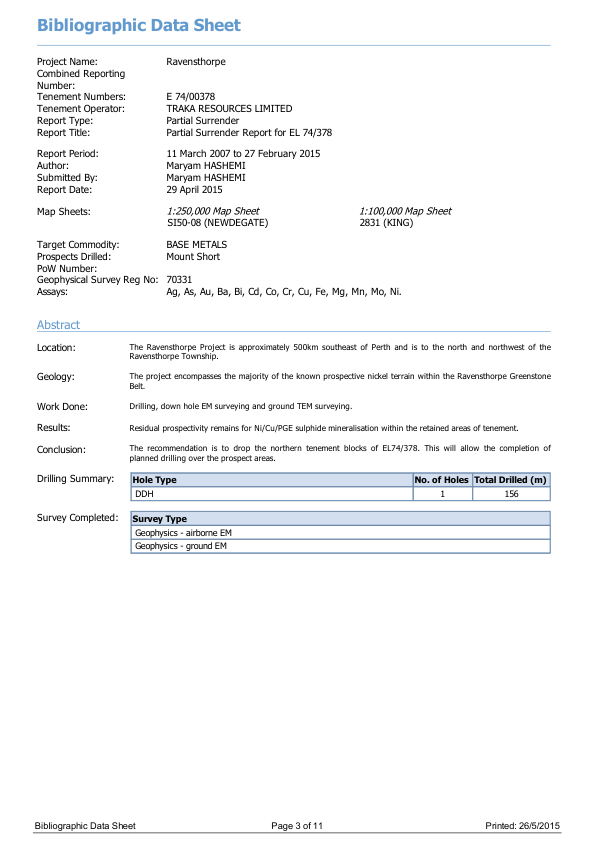 Bibliographic Data Sheet
Project Name: Ravensthorpe
Combined Reporting
Number:
Tenement Numbers: E 74/00378
Tenement Operator: TRAKA RESOURCES LIMITED
Report Type: Partial Surrender
Report Title: Partial Surrender Report for EL 74/378
Report Period: 11 March 2007 to 27 February 2015
Author: Maryam HASHEMI
Submitted By: Maryam HASHEMI
Report Date: 29 April 2015
Map Sheets: 1:250,000 Map Sheet 1:100,000 Map Sheet
SI50-08 (NEWDEGATE) 2831 (KING)
Target Commodity: BASE METALS
Prospects Drilled: Mount Short
PoW Number:
Geophysical Survey Reg No: 70331
Assays: Ag, As, Au, Ba, Bi, Cd, Co, Cr, Cu, Fe, Mg, Mn, Mo, Ni.
Abstract
Location: The Ravensthorpe Project is approximately 500km southeast of Perth and is to the north and northwest of the
Ravensthorpe Township.
Geology: The project encompasses the majority of the known prospective nickel terrain within the Ravensthorpe Greenstone
Belt.
Work Done: Drilling, down hole EM surveying and ground TEM surveying.
Results: Residual prospectivity remains for Ni/Cu/PGE sulphide mineralisation within the retained areas of tenement.
Conclusion: The recommendation is to drop the northern tenement blocks of EL74/378. This will allow the completion of
planned drilling over the prospect areas.
Drilling Summary: Hole Type No. of Holes Total Drilled (m)
DDH 1 156
Survey Completed: Survey Type
Geophysics - airborne EM
Geophysics - ground EM
Bibliographic Data Sheet Page 3 of 11 Printed: 26/5/2015